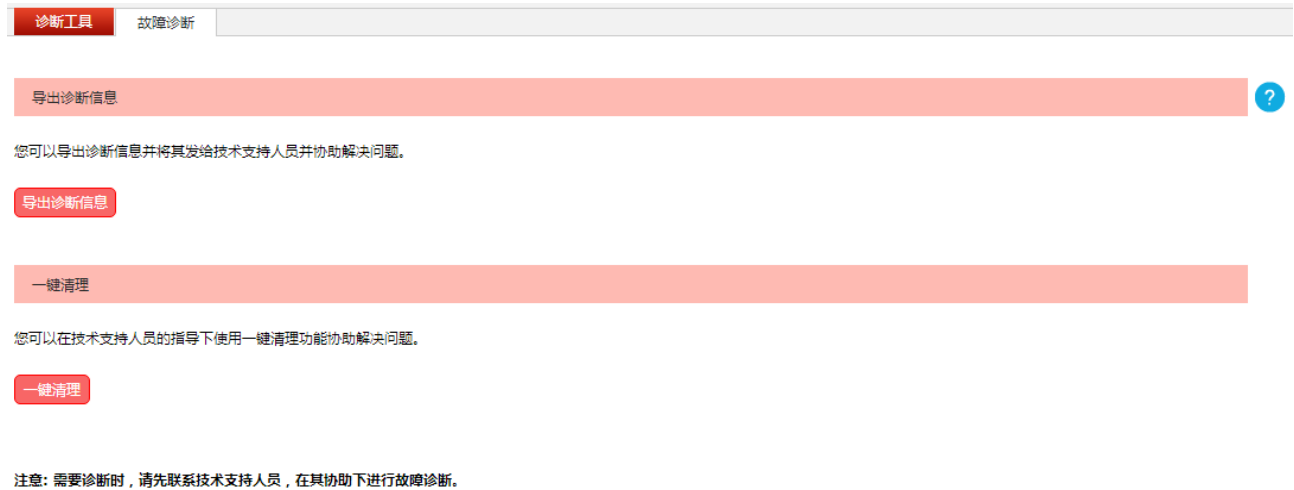 诊断工具 故障诊断
导出诊断信息
?
您可以导出诊断信息并将其发给技术支持人员并协助解决问题。
导出诊断信息
一键清理
您可以在技术支持人员的指导下使用一键清理功能协助解决问题。
一键清理
注意: 需要诊断时，请先联系技术支持人员，在其协助下进行故障诊断。